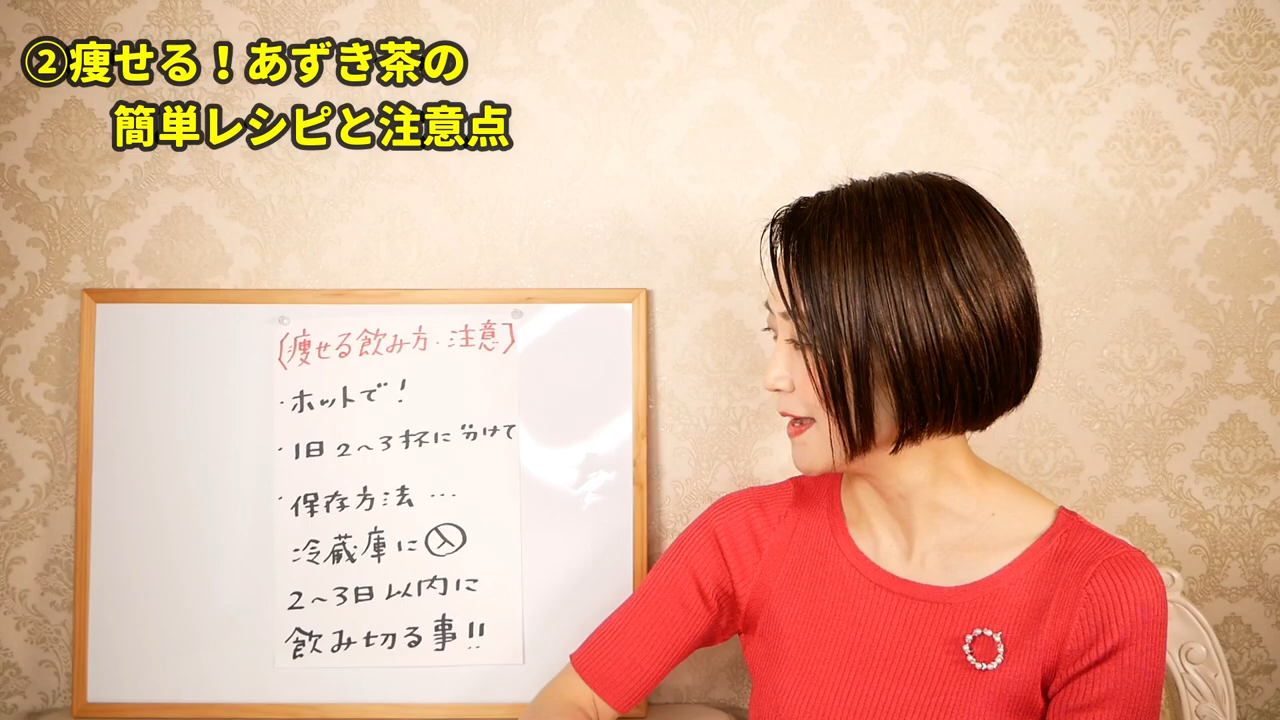 ②痩せる！あずき茶の
簡単レシピと注意点
〔痩せる飲み方・注意〕
・ホットで！
・1日2〜3杯に分けて
・保存方法…
冷蔵庫に入
2〜3日以内に
飲み切る事!!